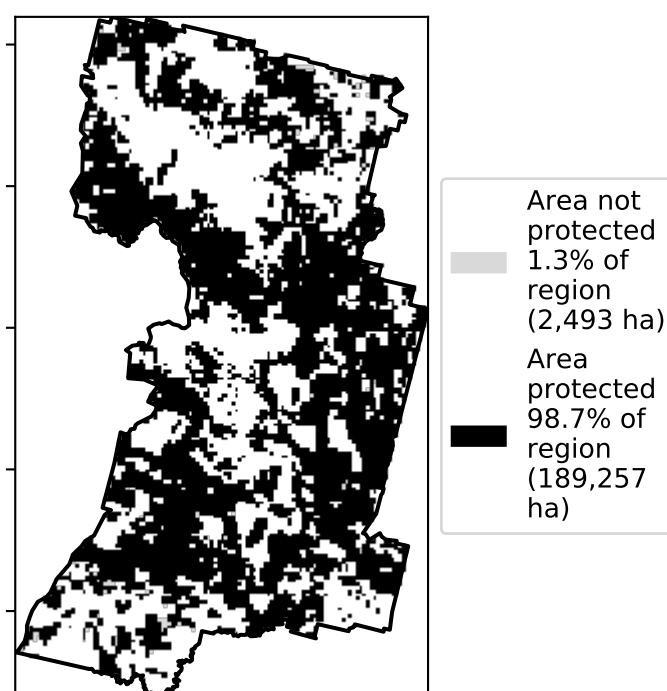 Area not
protected
1.3% of
region
(2,493 ha)
Area
protected
98.7% of
region
(189,257
ha)